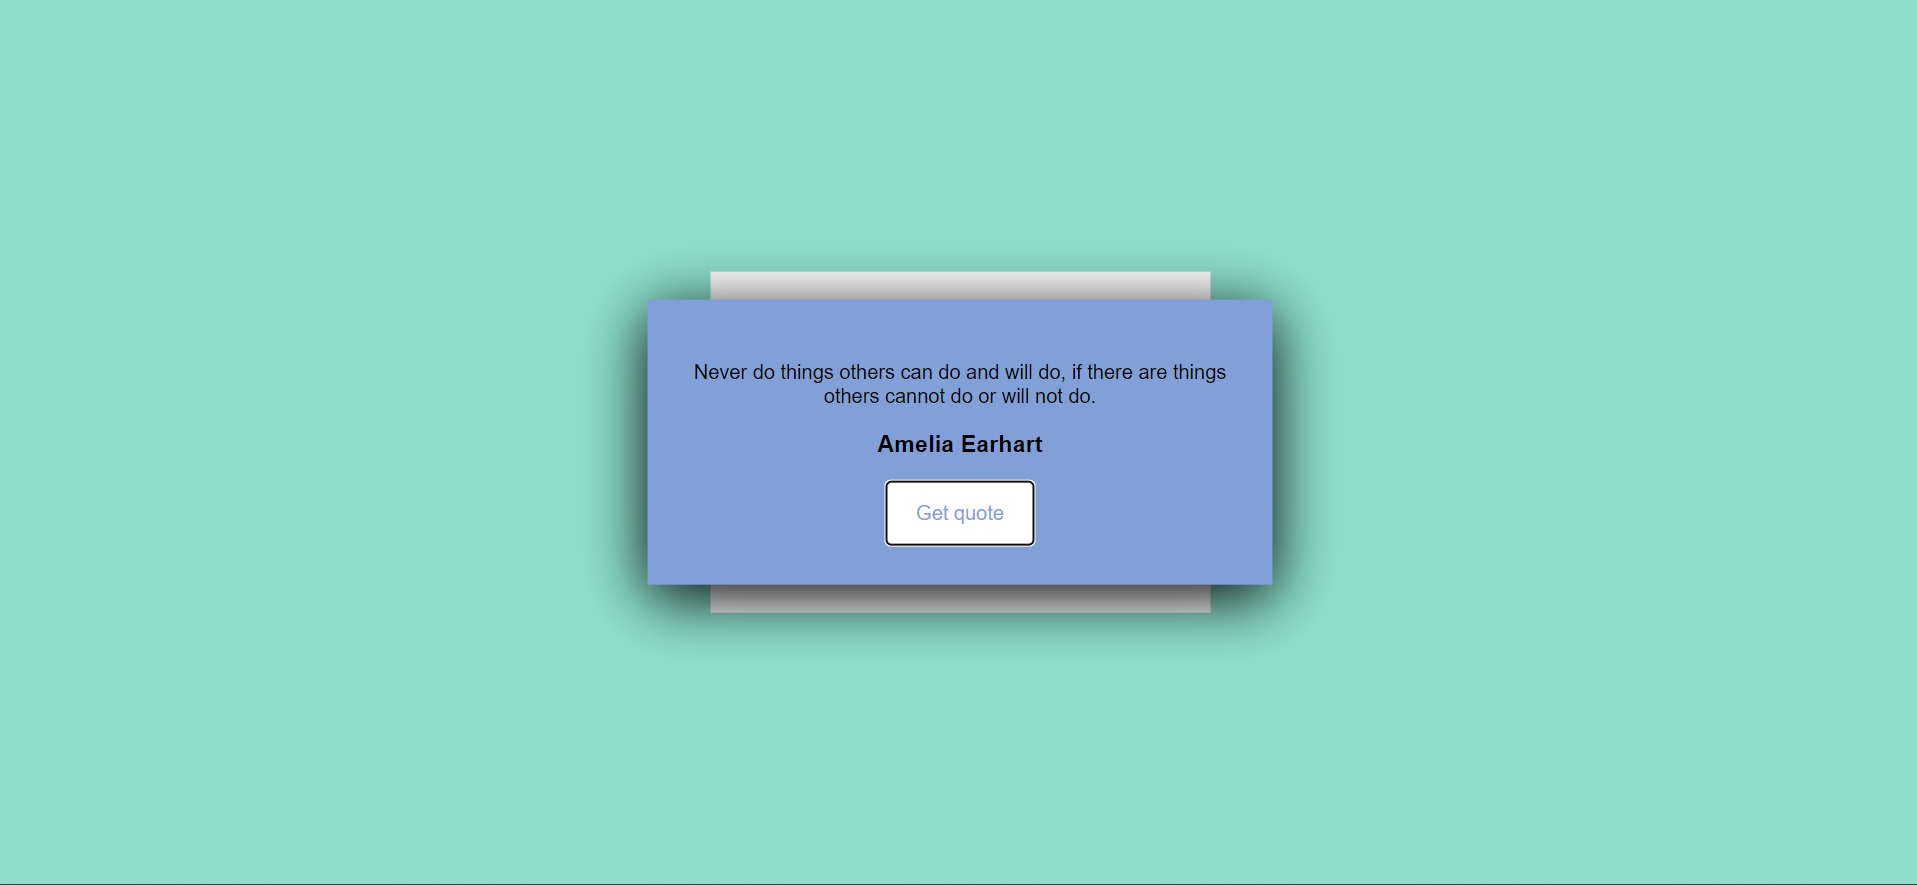 Never do things others can do and will do, if there are things
others cannot do or will not do.
Amelia Earhart
Get quote